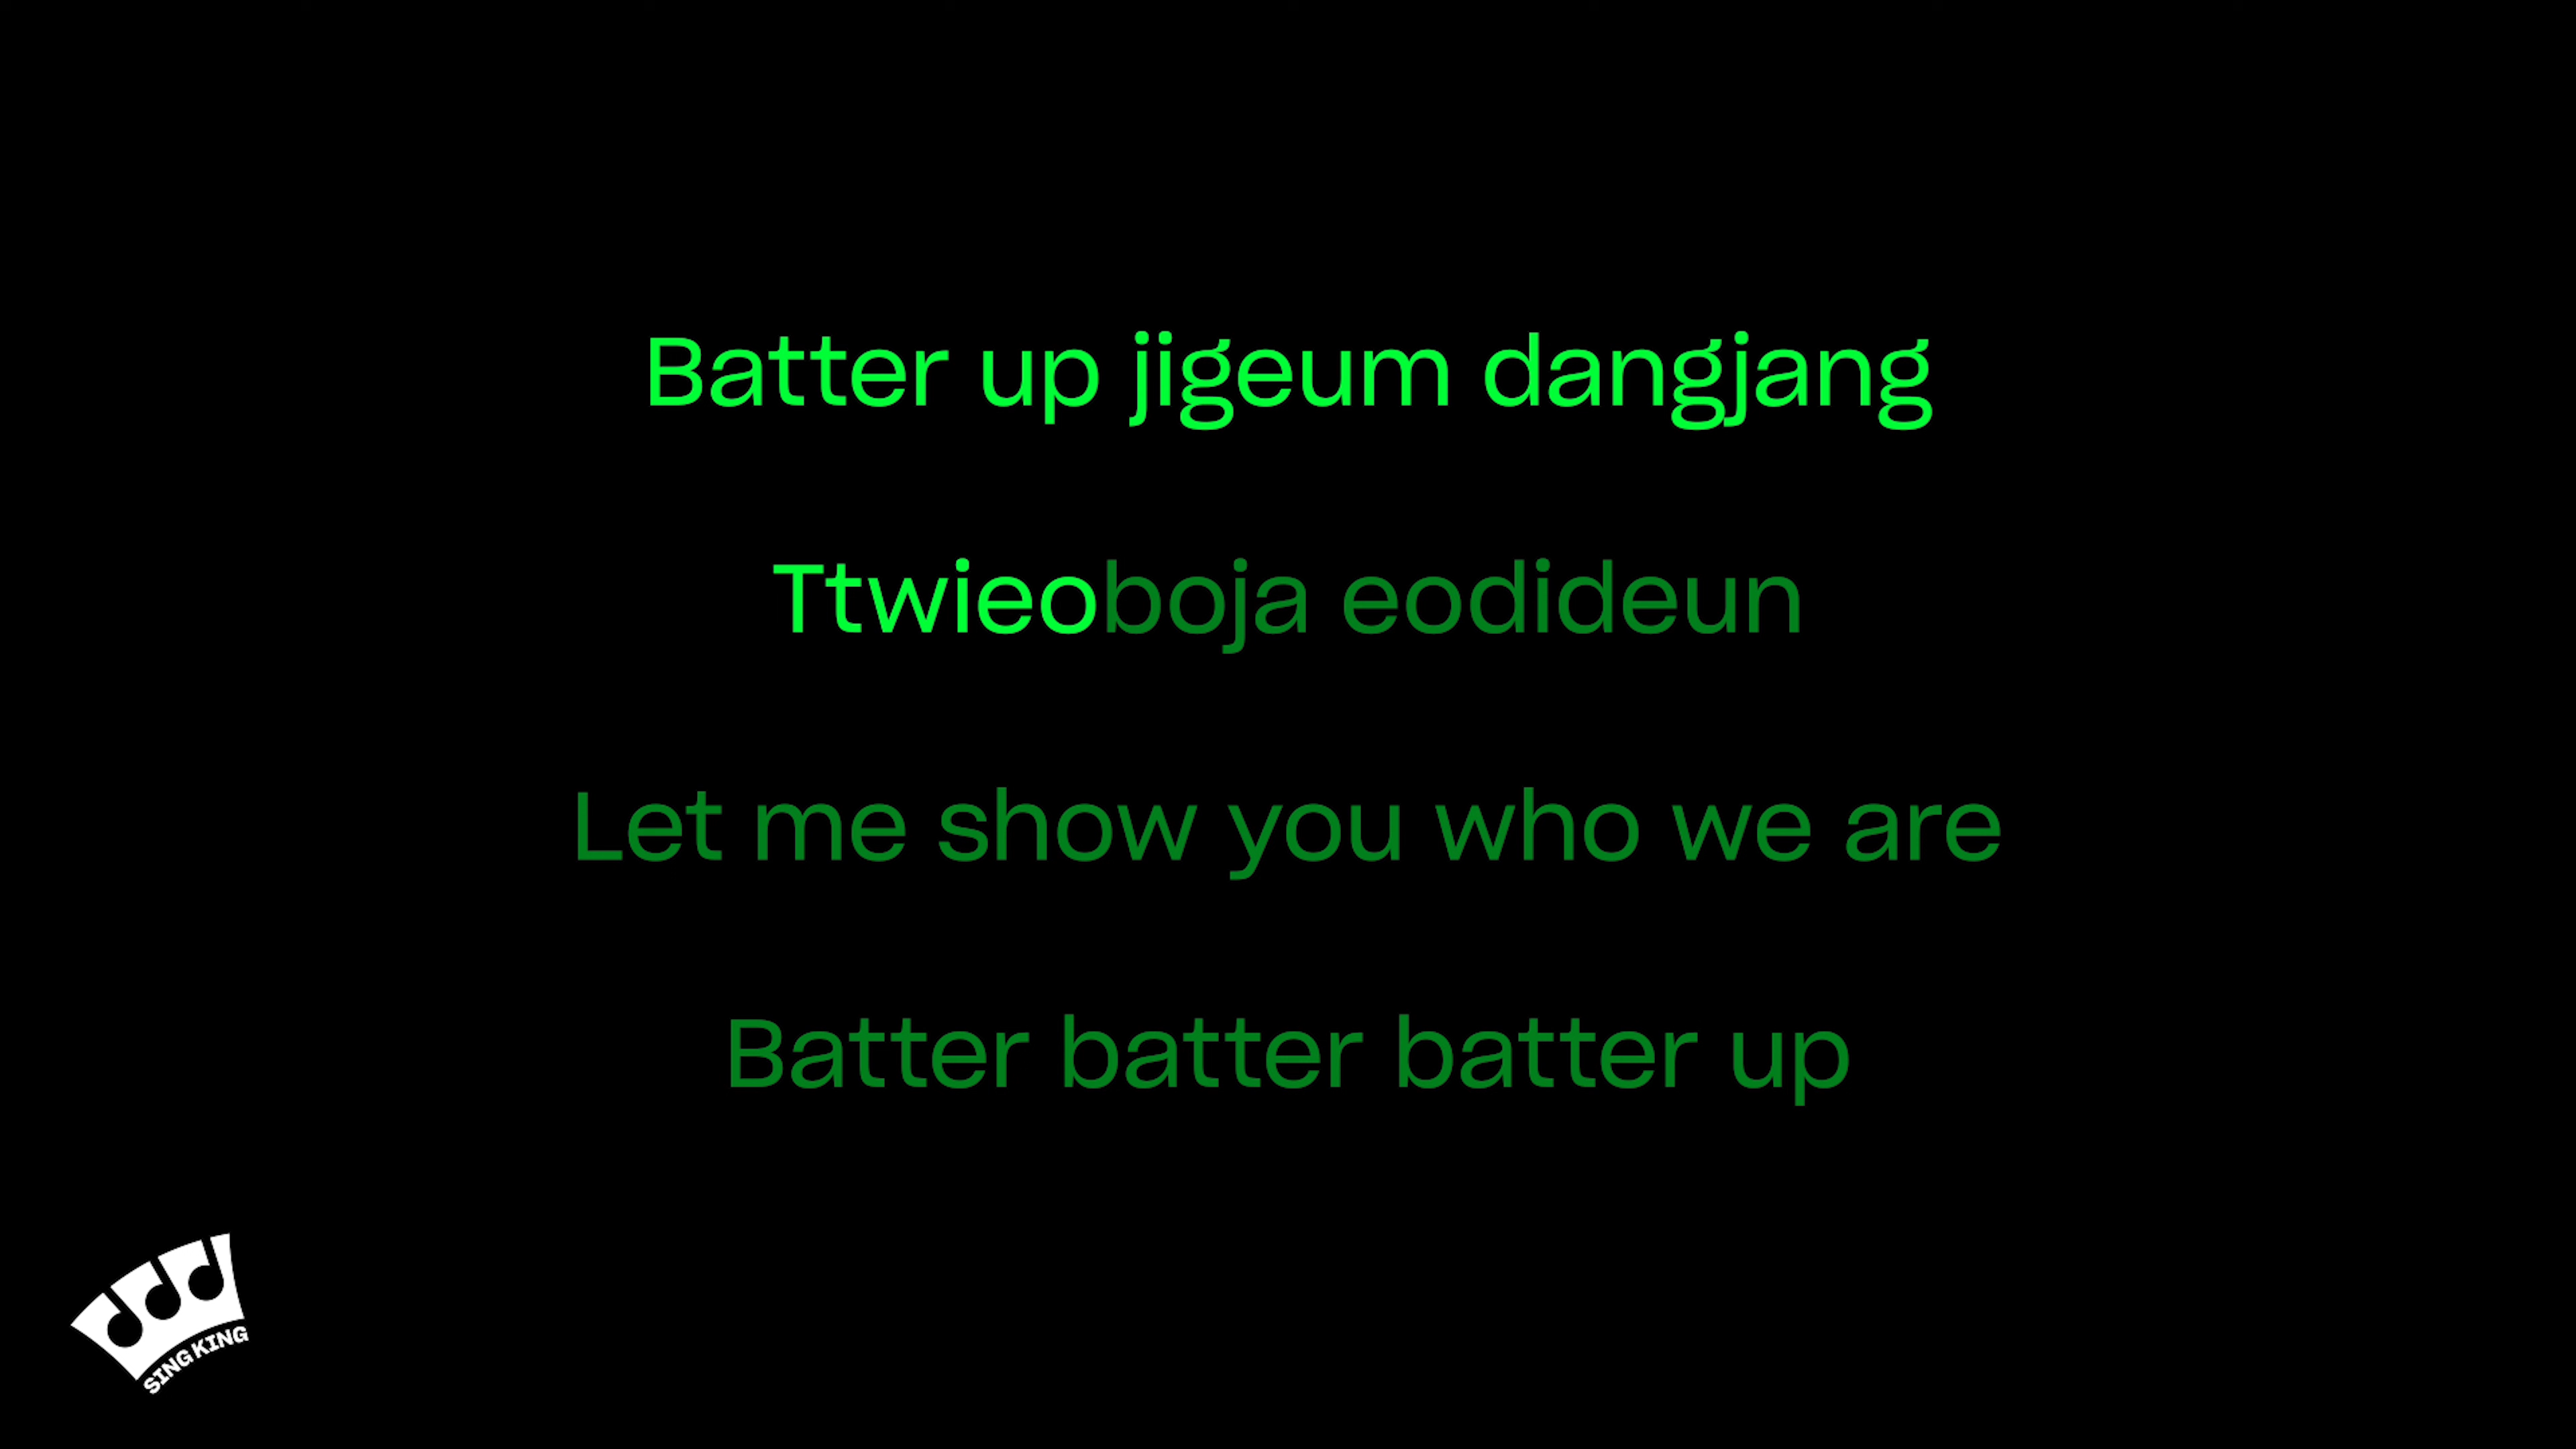 Batter up jigeum dangjang
Ttwieoboja eodideun
Let me show you who we are
Batter batter batter up
SING KING